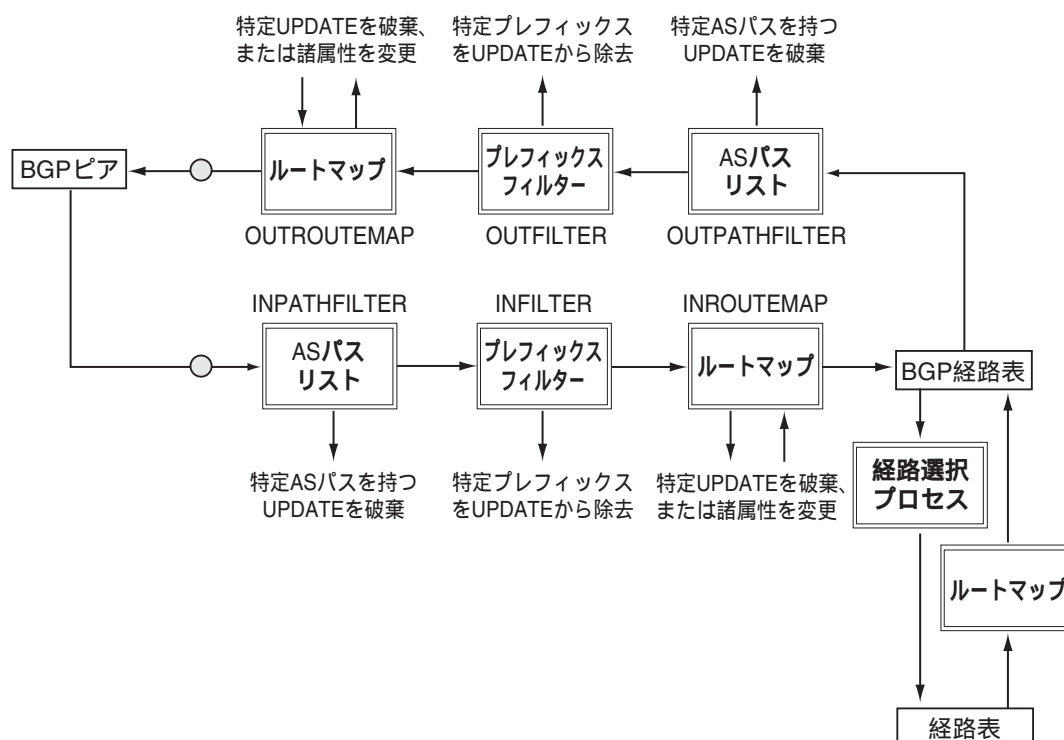 特定UPDATEを破棄、
または諸属性を変更
特定プレフィックス
をUPDATEから除去
特定ASパスを持つ
UPDATEを破棄
BGPピア
ルートマップ
プレフィックス
フィルター
ASパス
リスト
OUTROUTEMAP
OUTFILTER
OUTPATHFILTER
INPATHFILTER
INFILTER
INROUTEMAP
ASパス
リスト
プレフィックス
フィルター
ルートマップ
BGP経路表
特定ASパスを持つ
UPDATEを破棄
特定プレフィックス
をUPDATEから除去
特定UPDATEを破棄、
または諸属性を変更
経路選択
プロセス
ルートマップ
経路表